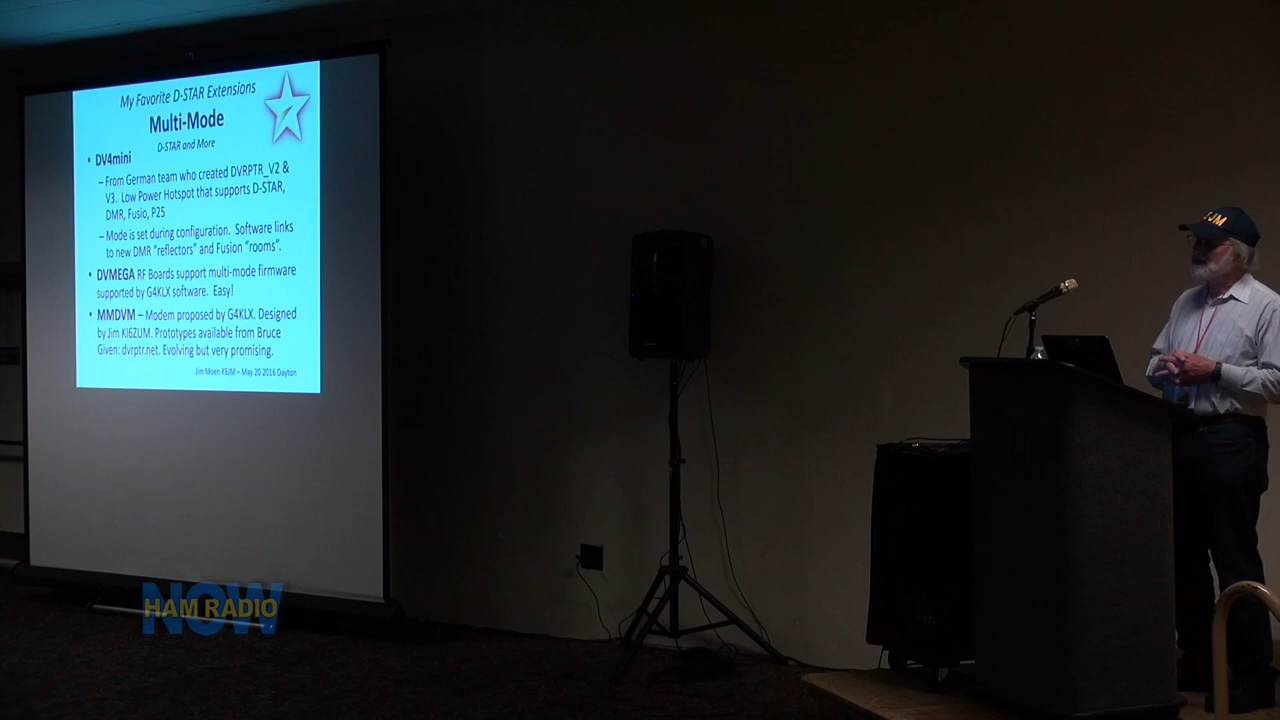 My Favorite D-STAR Extensions
Multi-Mode
D-STAR and More
• DV4mini
– From German team who created DVRPTR_V2 &
V3. Low Power Hotspot that supports D-STAR,
DMR, Fusio, P25
– Mode is set during configuration. Software links
to new DMR "reflectors" and Fusion "rooms".
• DVMEGA RF Boards support multi-mode firmware
supported by G4KLX software. Easy!
• MMDVM – Modem proposed by G4KLX. Designed
by Jim KI6ZUM. Prototypes available from Bruce
Given: dvrptr.net. Evolving but very promising.
Jim Moen K6JM – May 20 2016 Dayton
NOW
HAM RADIO